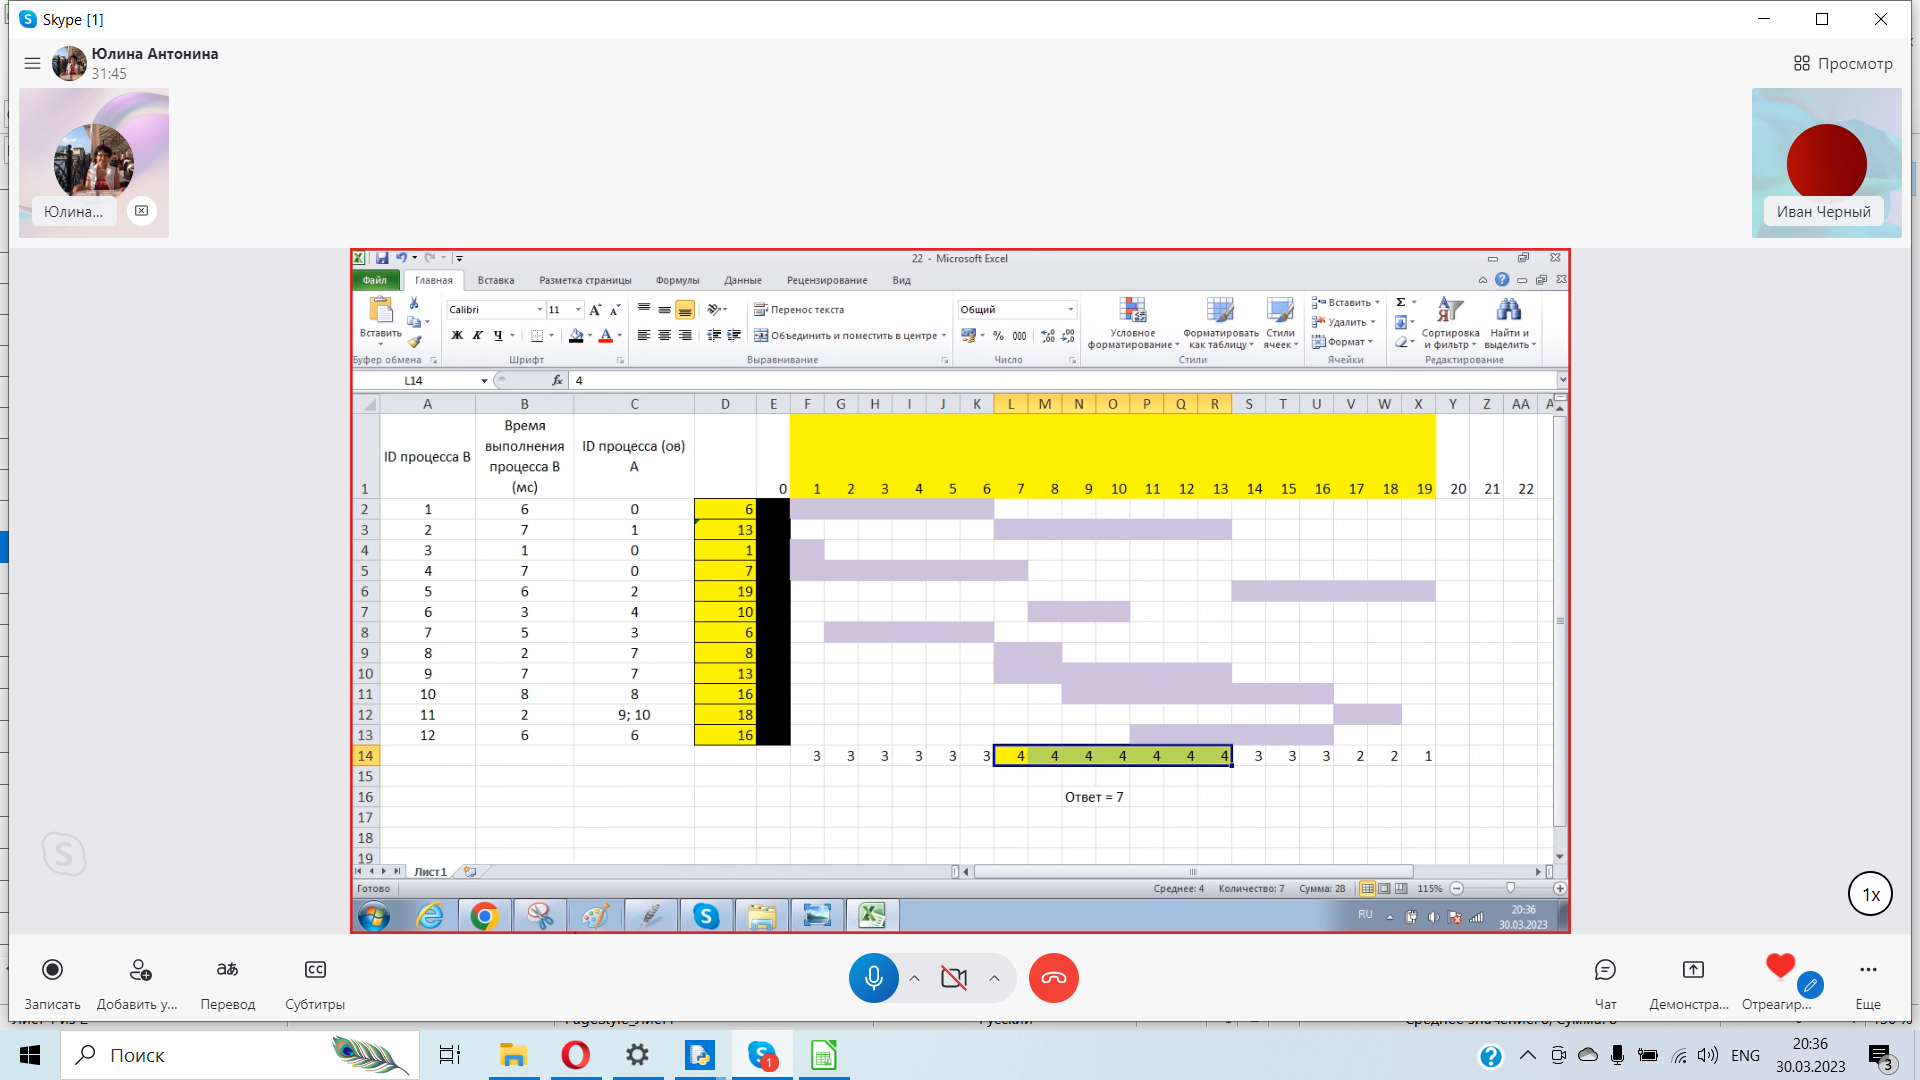 Skype [1]
Юлина Антонина
31:45
Просмотр
Юлина...
Иван Черный
22 - Microsoft Excel
Файл Главная Вставка Разметка страницы Формулы Данные Рецензирование Вид
Вставить
Буфер обмена
Calibri 11
Ж К Ч
Шрифт
Перенос текста
Объединить и поместить в центре
Выравнивание
Общий
% 000
Число
Условное форматирование
Форматировать как таблицу
Стили ячеек
Стили
Вставить
Удалить
Формат
Ячейки
Сортировка и фильтр
Найти и выделить
Редактирование
L14 fx 4
A B C D E F G H I J K L M N O P Q R S T U V W X Y Z AA A
ID процесса B
Время выполнения процесса B (мс)
ID процесса (ов) A
1 0 1 2 3 4 5 6 7 8 9 10 11 12 13 14 15 16 17 18 19 20 21 22
2 1 6 0 6
3 2 7 1 13
4 3 1 0 1
5 4 7 0 7
6 5 6 2 19
7 6 3 4 10
8 7 5 3 6
9 8 2 7 8
10 9 7 7 13
11 10 8 8 16
12 11 2 9; 10 18
13 12 6 6 16
14 3 3 3 3 3 3 4 4 4 4 4 4 4 3 3 3 2 2 1
15
16 Ответ = 7
17
18
19
Лист1
Готово Среднее: 4 Количество: 7 Сумма: 28 115%
RU 20:36
30.03.2023
1x
Записать
Добавить у...
Перевод
Субтитры
Чат
Демонстра...
Отреагир...
Еще
Поиск
1
ENG
20:36
30.03.2023
3